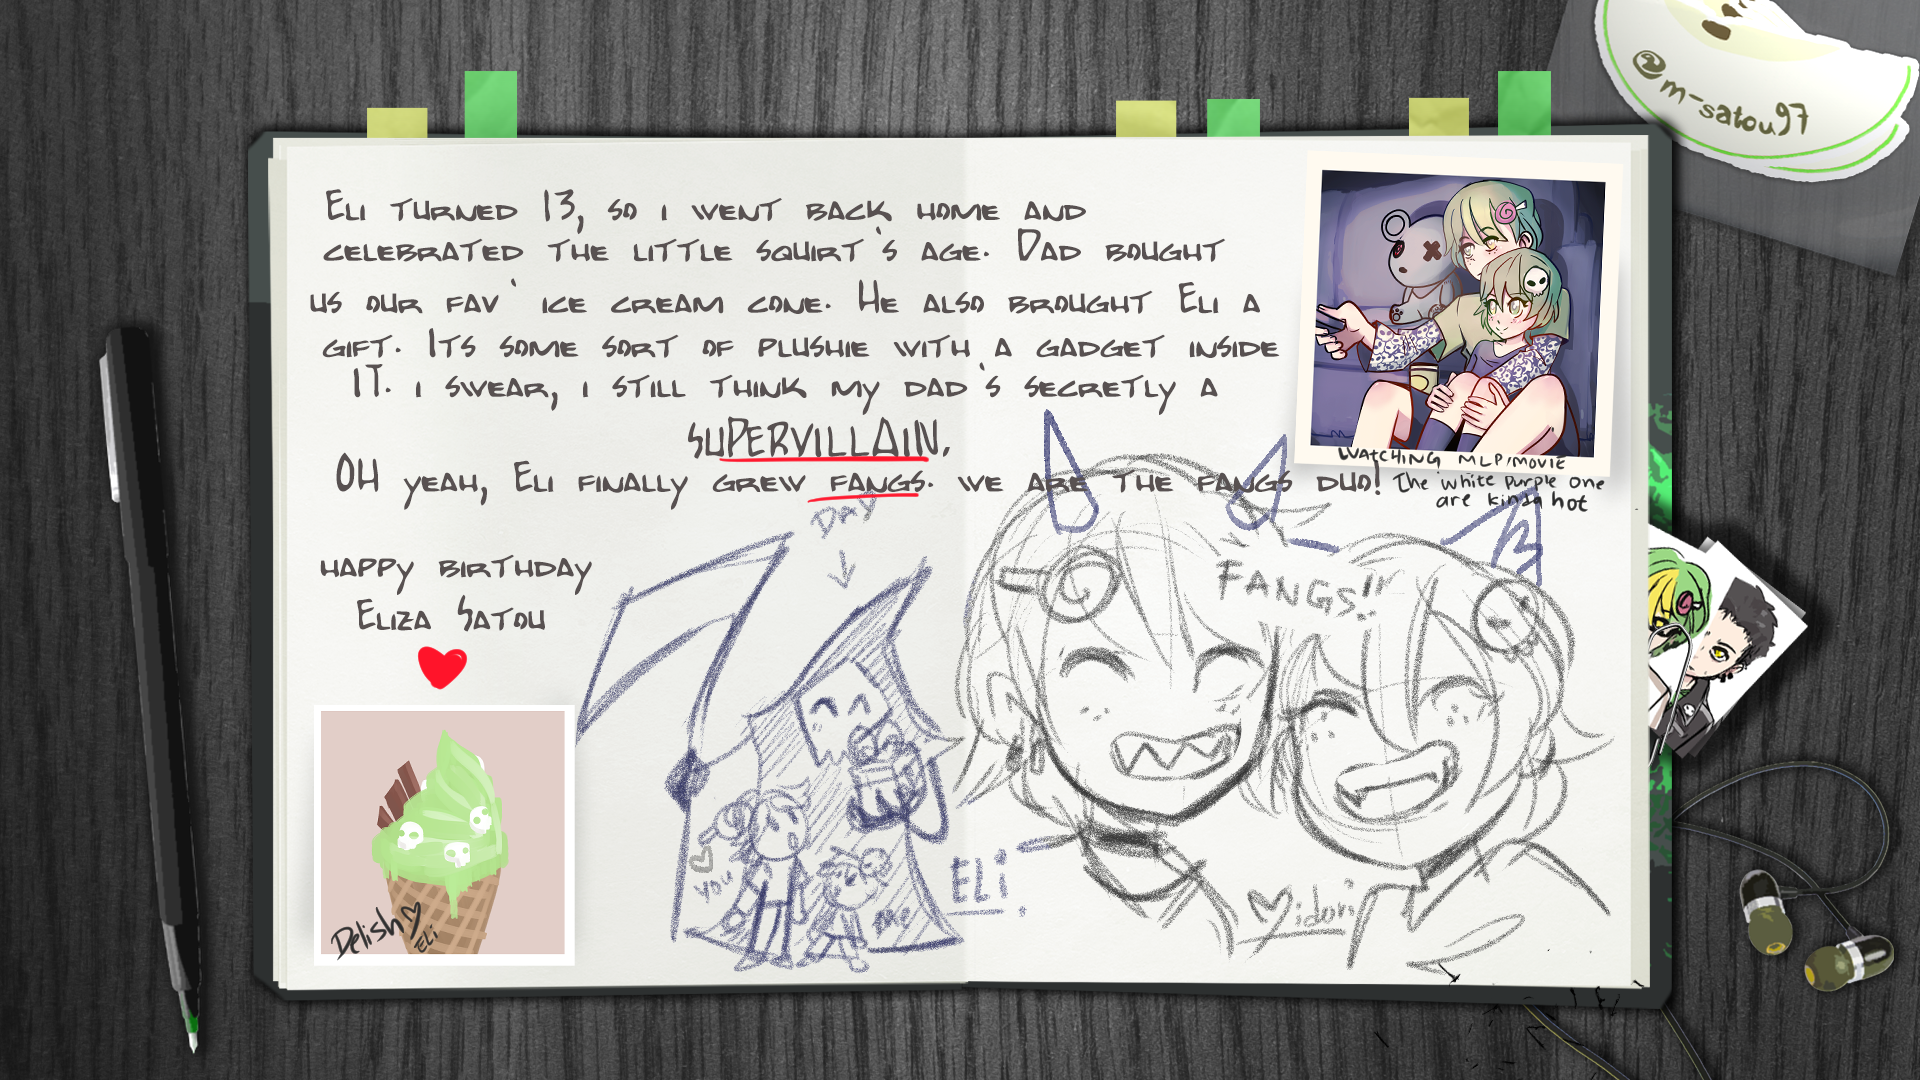 @m-satou97
Eli turned 13, so i went back home and
celebrated the little squirt's age. Dad bought
us our fav' ice cream cone. He also brought Eli a
gift. Its some sort of plushie with a gadget inside
it. i swear, i still think my dad's secretly a
SUPERVILLAIN.
OH yeah, Eli finally grew fangs. we are the fangs duo!
WATCHING MLP MOVIE
The white purple one
are kinda hot
DAD
FANGS!!
happy birthday
Eliza Satou
YOU
ME
ELi
idori
Delish
ELi